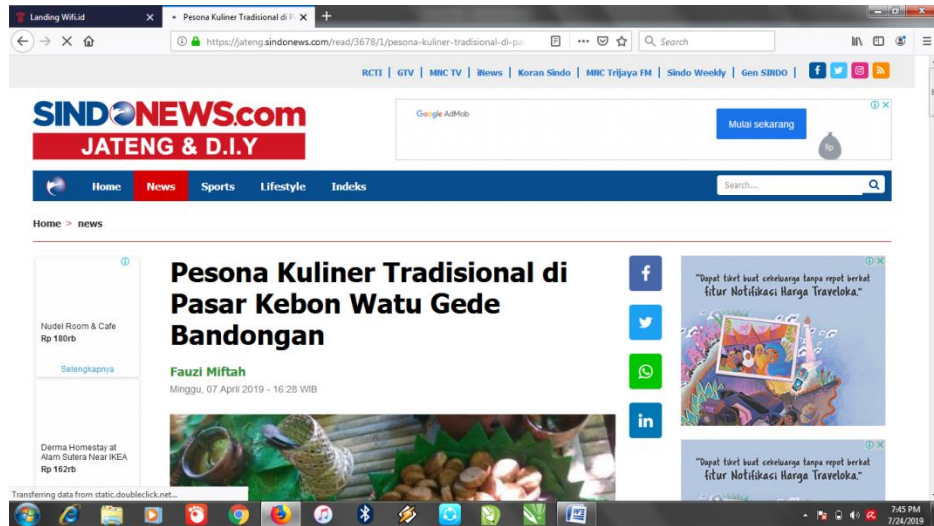 Landing Wifi.id
Pesona Kuliner Tradisional di P
https://jateng.sindonews.com/read/3678/1/pesona-kuliner-tradisional-di-pa
Search
RCTI | GTV | MNC TV | iNews | Koran Sindo | MNC Trijaya FM | Sindo Weekly | Gen SINDO |
SINDONEWS.com
JATENG & D.I.Y
Google AdMob
Mulai sekarang
Rp
Home News Sports Lifestyle Indeks
Search...
Home > news
Pesona Kuliner Tradisional di
Pasar Kebon Watu Gede
Bandongan
Fauzi Miftah
Minggu, 07 April 2019 - 16:28 WIB
Nudel Room & Cafe
Rp 180rb
Selengkapnya
Derma Homestay at
Alam Sutera Near IKEA
Rp 162rb
"Dapat tiket buat sekeluarga tanpa repot berkat
fitur Notifikasi Harga Traveloka."
"Dapat tiket buat sekeluarga tanpa repot berkat
fitur Notifikasi Harga Traveloka."
Transferring data from static.doubleclick.net...
7:45 PM
7/24/2019